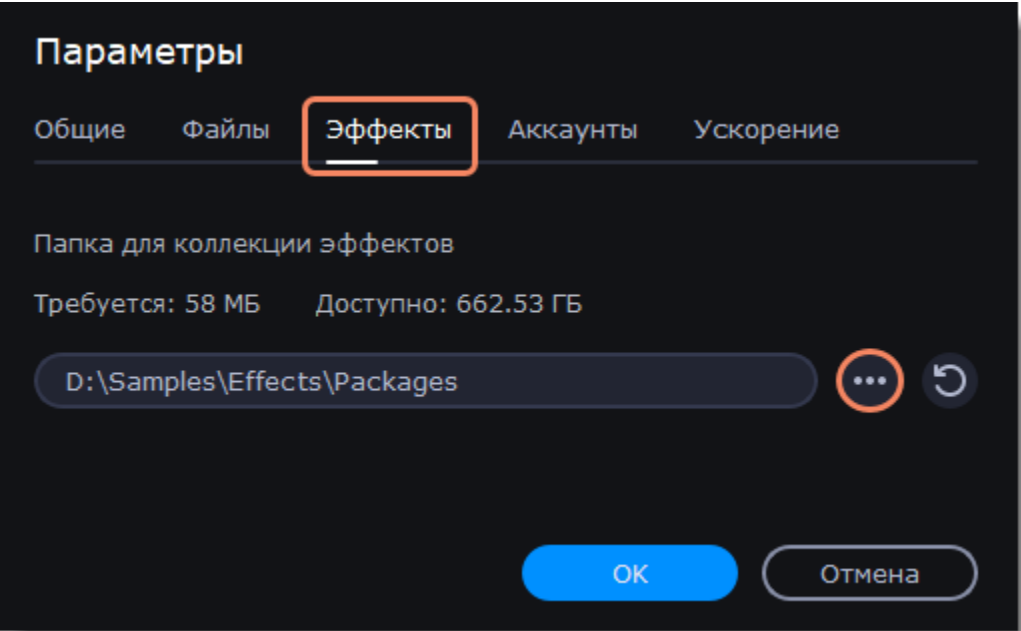 Параметры
Общие Файлы Эффекты Аккаунты Ускорение
Папка для коллекции эффектов
Требуется: 58 МБ Доступно: 662.53 ГБ
D:\Samples\Effects\Packages
ОК Отмена